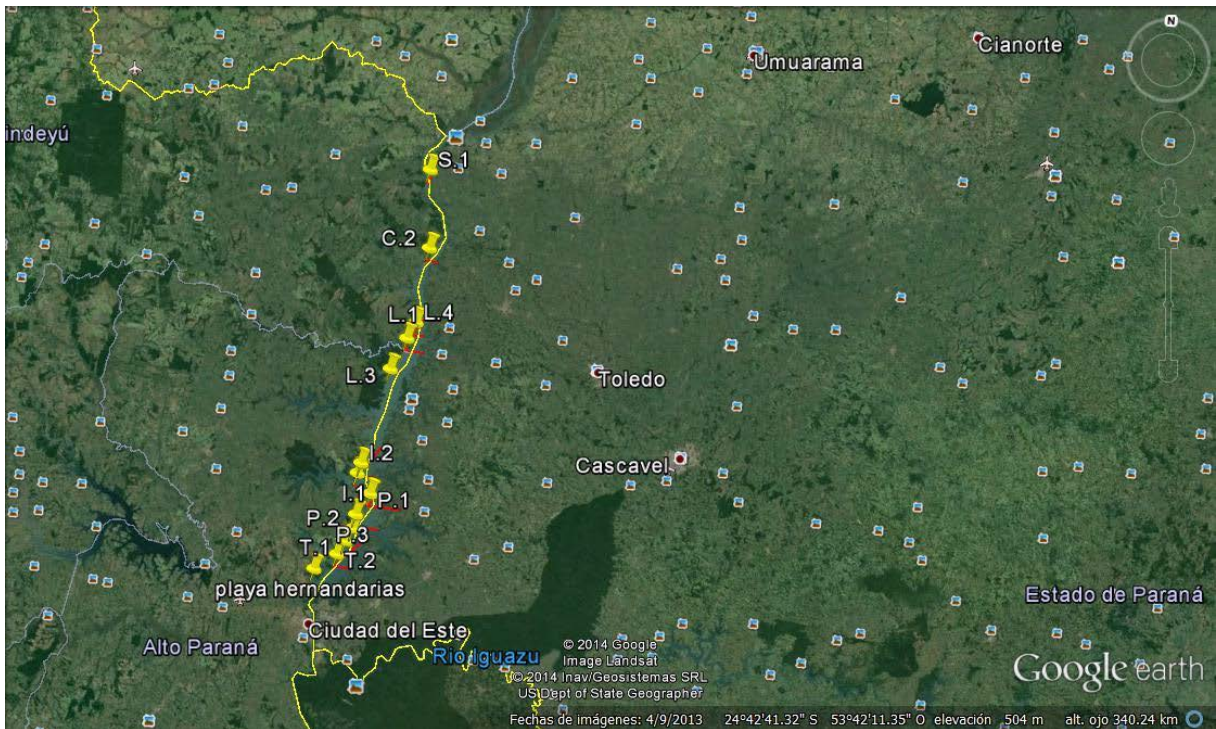 N
Cianorte
Umuarama
indeyú
S.1
C.2
L.1 L.4
L.3
Toledo
I.2
Cascavel
I.1 P.1
P.2
P.3
T.1
T.2
playa hernandarias
Estado de Paraná
Ciudad del Este
Alto Paraná
Rio Iguazu
© 2014 Google
Image Landsat
© 2014 Inav/Geosistemas SRL
US Dept of State Geographer
Google earth
Fechas de imágenes: 4/9/2013 24°42'41.32" S 53°42'11.35" O elevación 504 m alt. ojo 340.24 km